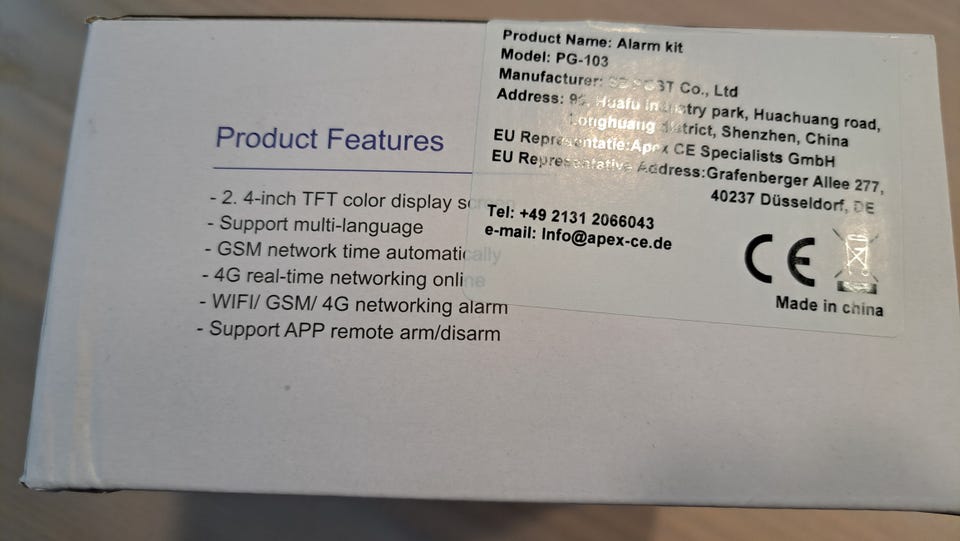 Product Features
- 2. 4-inch TFT color display screen
- Support multi-language
- GSM network time automatically
- 4G real-time networking online
- WIFI/ GSM/ 4G networking alarm
- Support APP remote arm/disarm
Product Name: Alarm kit
Model: PG-103
Manufacturer: Co., Ltd
Address: Huafu park, Huachuang road,
Longhuang district, Shenzhen, China
EU Representatie:Apex CE Specialists GmbH
EU Representative Address:Grafenberger Allee 277,
40237 Düsseldorf, DE
Tel: +49 2131 2066043
e-mail: Info@apex-ce.de
CE
Made in china